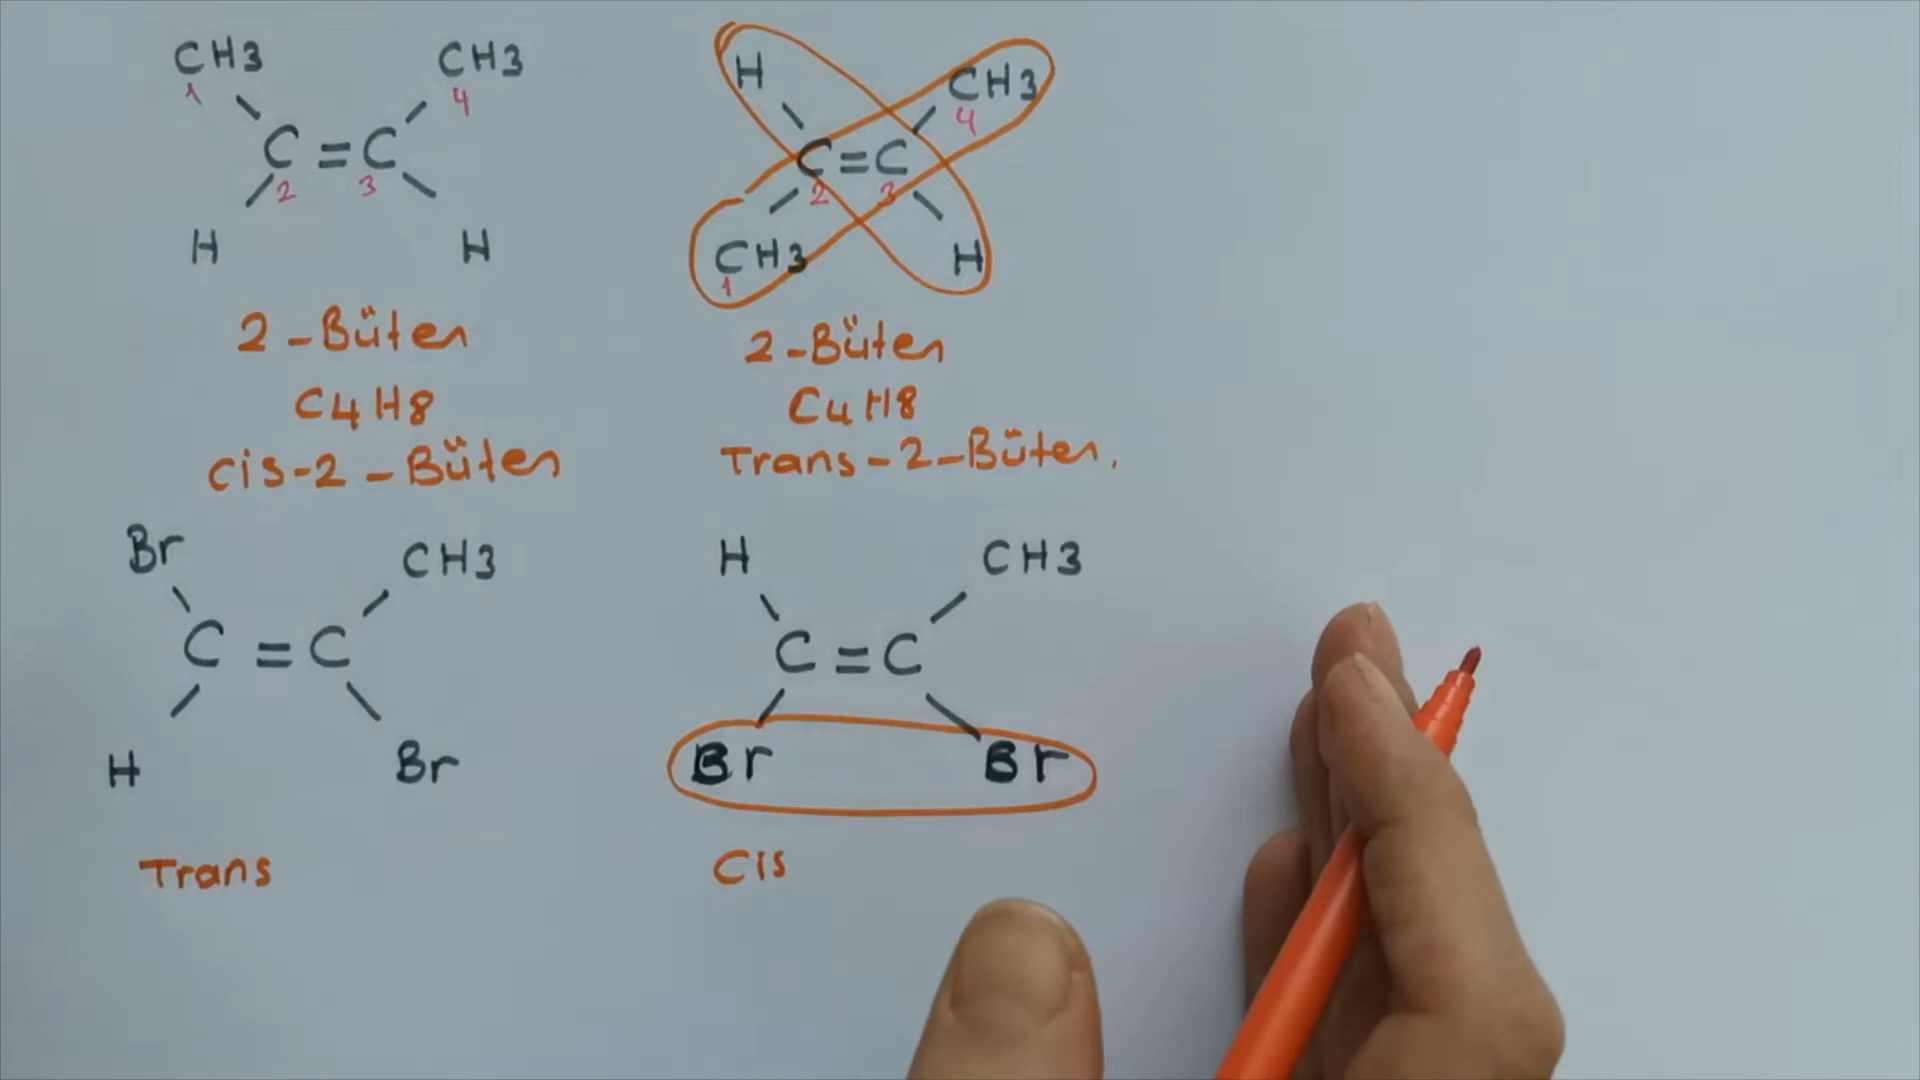 CH3 CH3
1 4
C = C
2 3
H H
2-Büten
C4H8
cis-2-Büten
H CH3
4
C = C
2 3
CH3 H
1
2-Büten
C4H8
Trans-2-Büten.
Br CH3
C = C
H Br
Trans
H CH3
C = C
Br Br
Cis